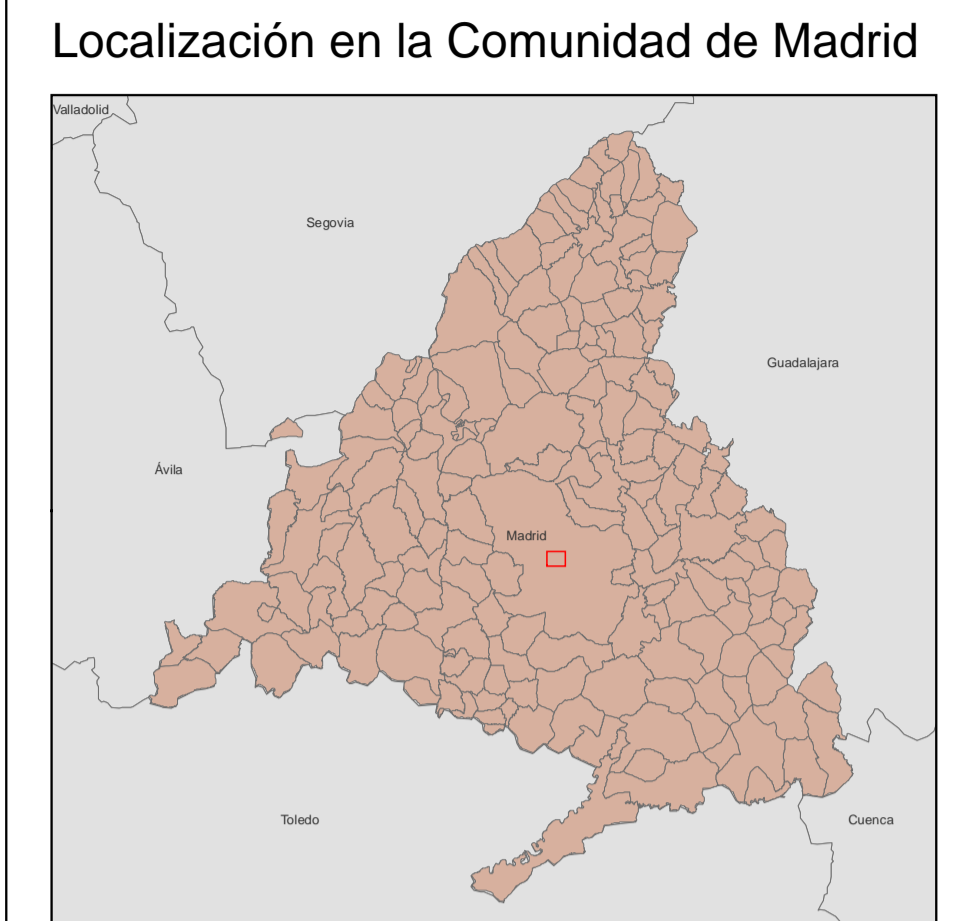 Localización en la Comunidad de Madrid
Valladolid
Segovia
Guadalajara
Ávila
Madrid
Toledo
Cuenca